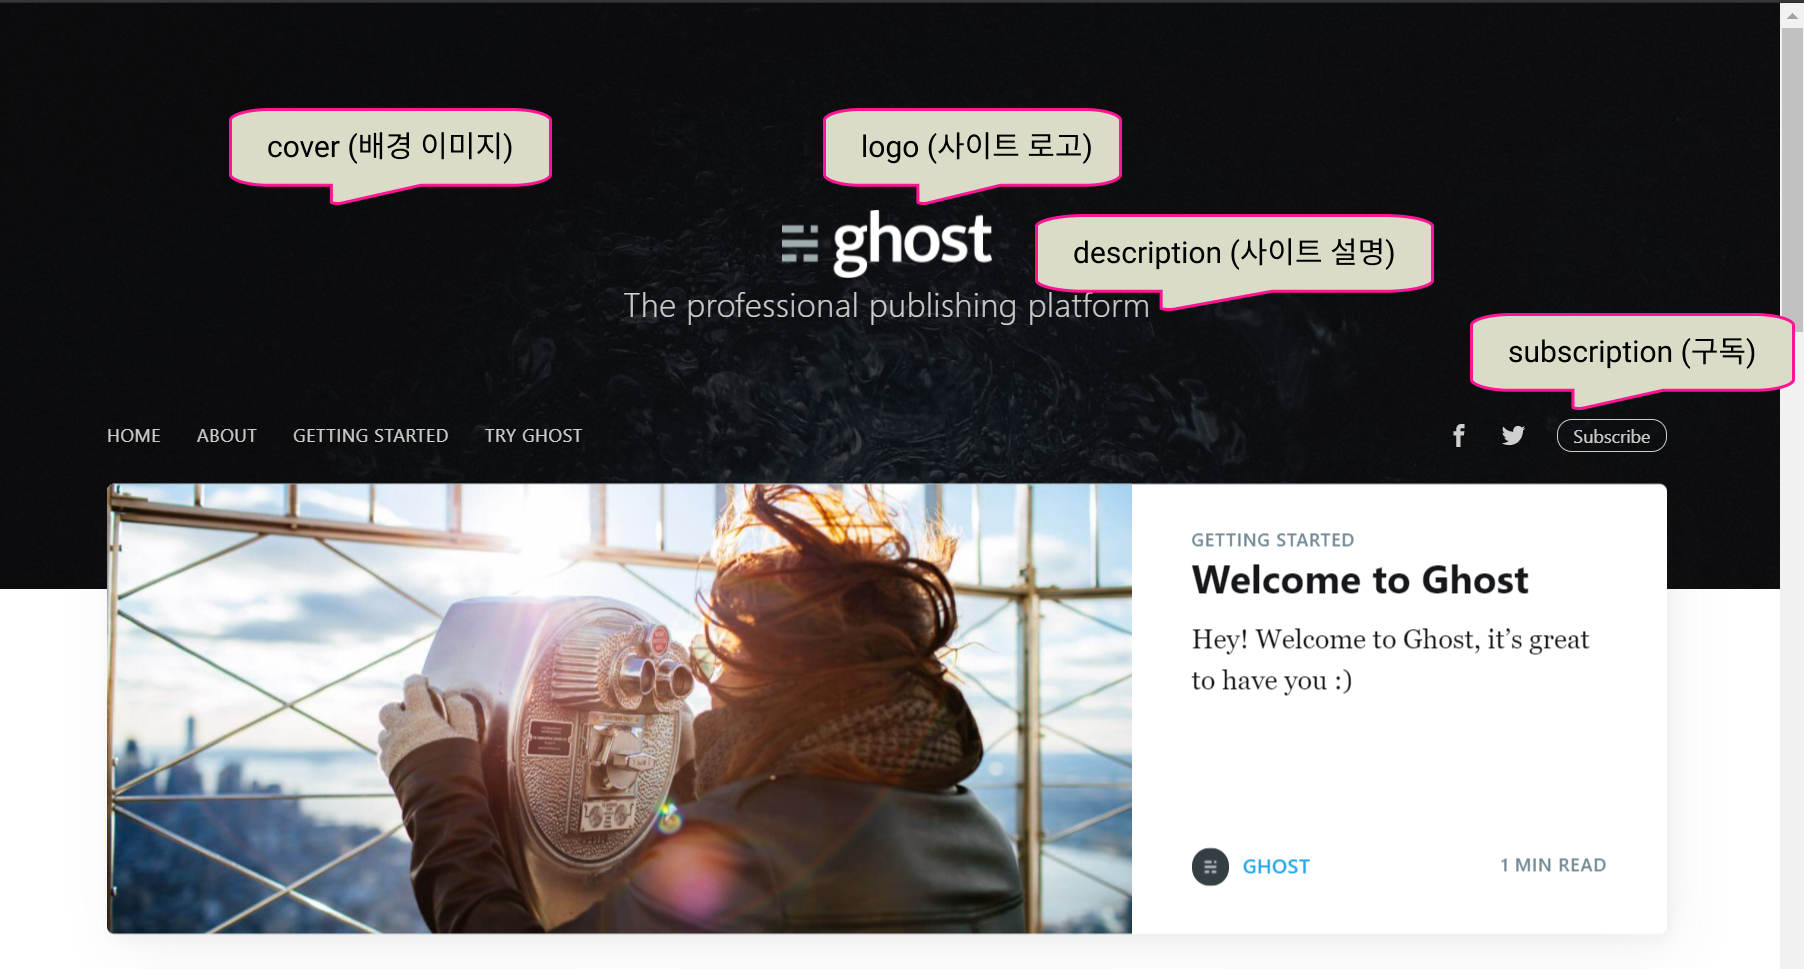 cover (배경 이미지)
logo (사이트 로고)
ghost
description (사이트 설명)
The professional publishing platform
subscription (구독)
HOME ABOUT GETTING STARTED TRY GHOST
Subscribe
GETTING STARTED
Welcome to Ghost
Hey! Welcome to Ghost, it’s great
to have you :)
GHOST
1 MIN READ